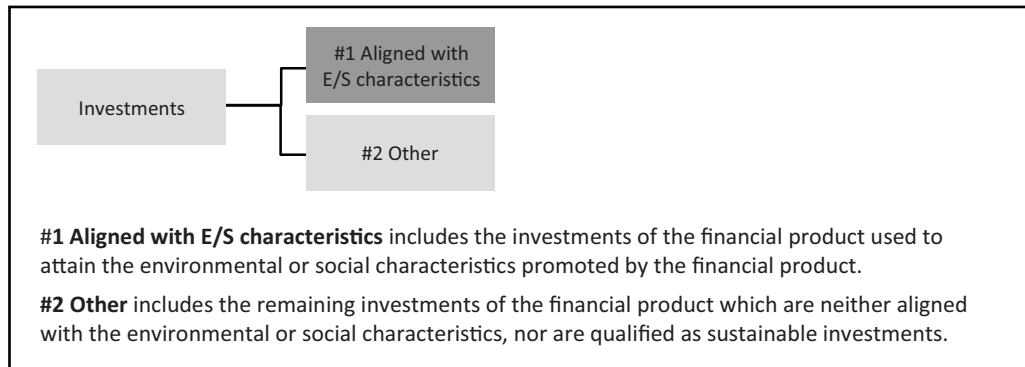 #1 Aligned with
E/S characteristics
Investments
#2 Other
#1 Aligned with E/S characteristics includes the investments of the financial product used to
attain the environmental or social characteristics promoted by the financial product.
#2 Other includes the remaining investments of the financial product which are neither aligned
with the environmental or social characteristics, nor are qualified as sustainable investments.